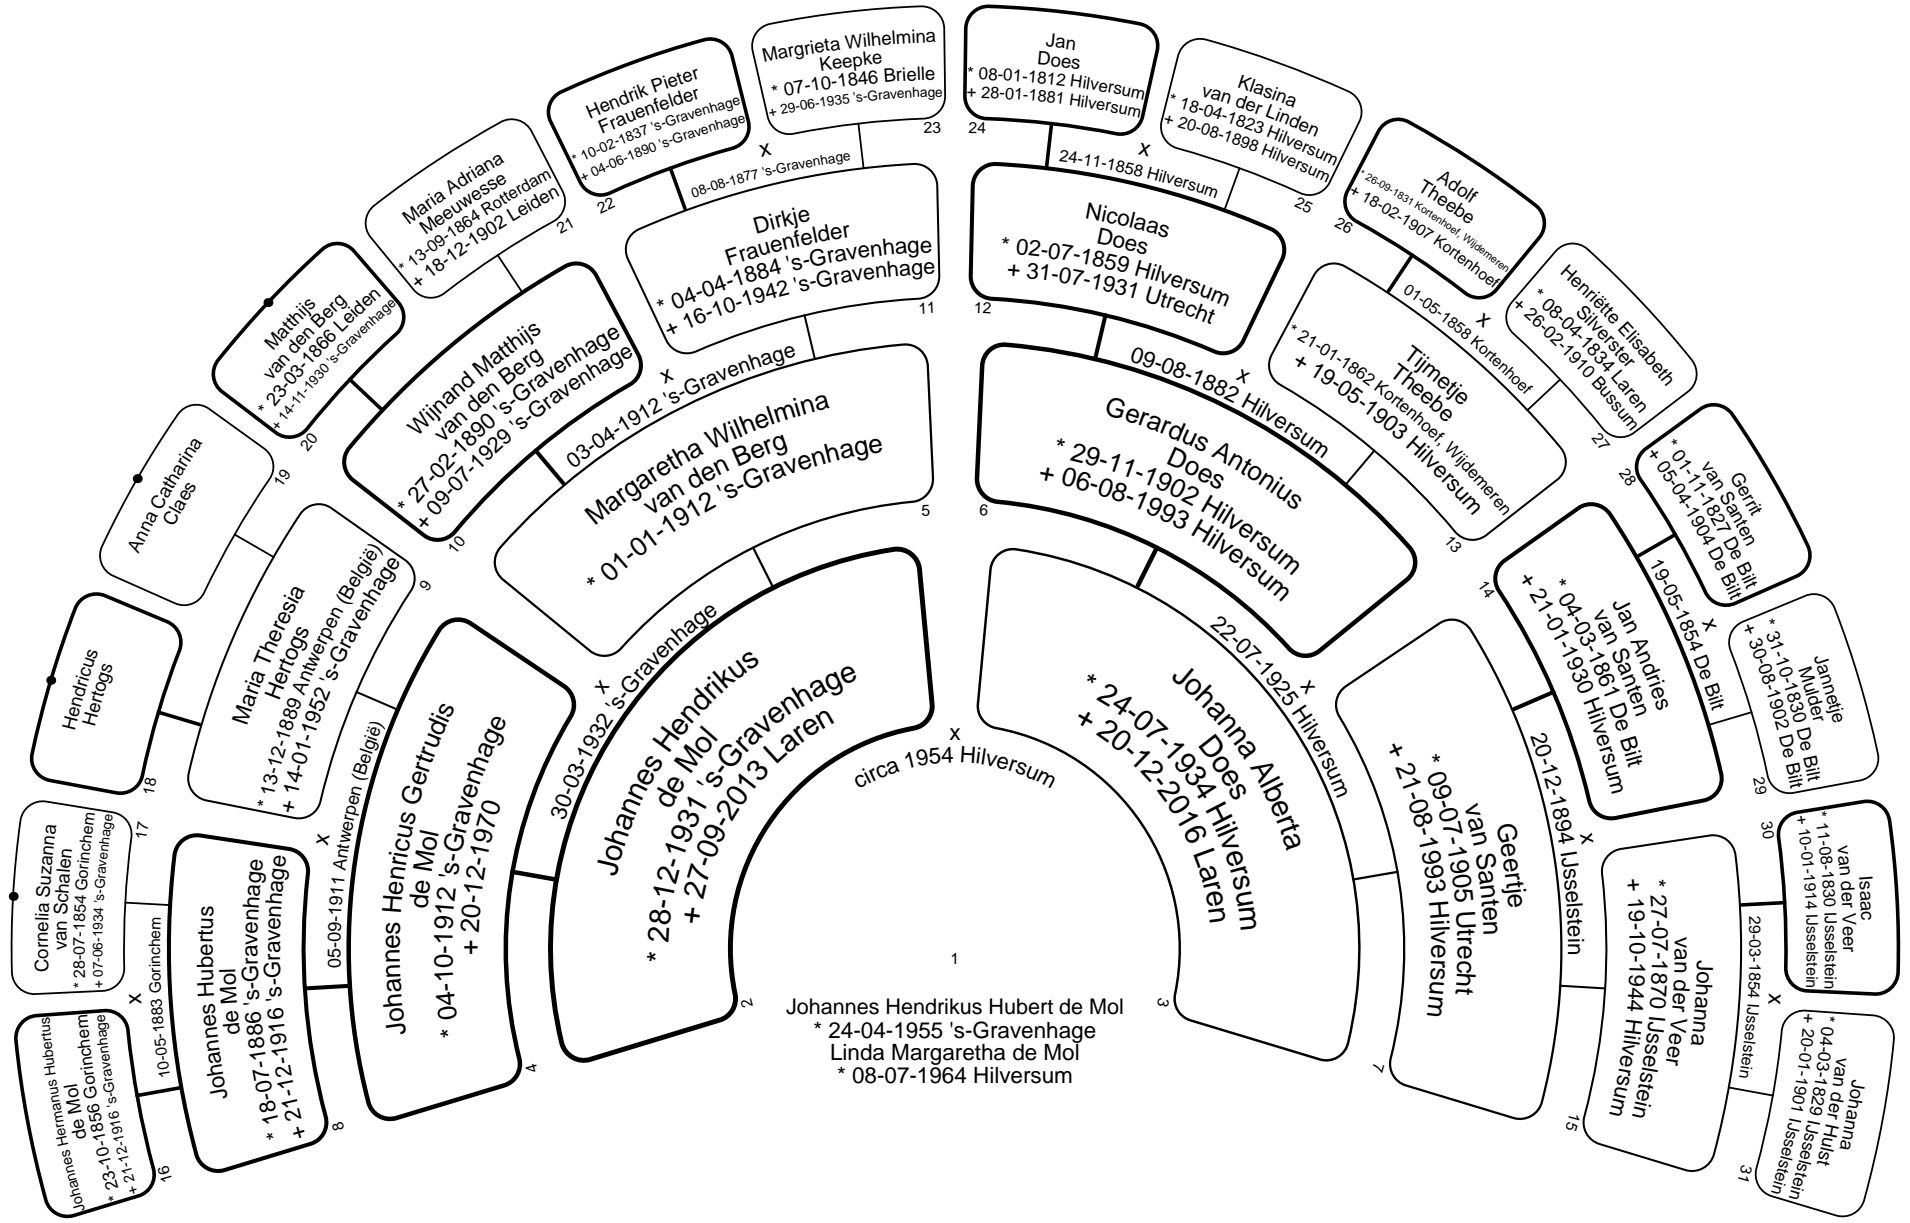 1
Johannes Hendrikus Hubert de Mol
* 24-04-1955 's-Gravenhage
Linda Margaretha de Mol
* 08-07-1964 Hilversum
Johannes Hendrikus
de Mol
* 28-12-1931 's-Gravenhage
+ 27-09-2013 Laren
2
x
circa 1954 Hilversum
Johanna Alberta
Does
* 24-07-1934 Hilversum
+ 20-12-2016 Laren
3
Johannes Henricus Gertrudis
de Mol
* 04-10-1912 's-Gravenhage
+ 20-12-1970
4
x
30-03-1932 's-Gravenhage
Margaretha Wilhelmina
van den Berg
* 01-01-1912 's-Gravenhage
5
Gerardus Antonius
Does
* 29-11-1902 Hilversum
+ 06-08-1993 Hilversum
6
x
22-07-1925 Hilversum
Geertje
van Santen
* 09-07-1905 Utrecht
+ 21-08-1993 Hilversum
7
Johannes Hubertus
de Mol
* 18-07-1886 's-Gravenhage
+ 21-12-1916 's-Gravenhage
8
x
05-09-1911 Antwerpen (België)
Maria Theresia
Hertogs
* 13-12-1889 Antwerpen (België)
+ 14-01-1952 's-Gravenhage
9
Wijnand Matthijs
van den Berg
* 27-02-1890 's-Gravenhage
+ 09-07-1929 's-Gravenhage
10
x
03-04-1912 's-Gravenhage
Dirkje
Frauenfelder
* 04-04-1884 's-Gravenhage
+ 16-10-1942 's-Gravenhage
11
Nicolaas
Does
* 02-07-1859 Hilversum
+ 31-07-1931 Utrecht
12
x
09-08-1882 Hilversum
Tijmetje
Theebe
* 21-01-1862 Kortenhoef, Wijdemeren
+ 19-05-1903 Hilversum
13
Jan Andries
van Santen
* 04-03-1861 De Bilt
+ 21-01-1930 Hilversum
14
x
20-12-1894 IJsselstein
Johanna
van der Veer
* 27-07-1870 IJsselstein
+ 19-10-1944 Hilversum
15
Johannes Hermanus Hubertus
de Mol
* 23-10-1856 Gorinchem
+ 21-12-1916 's-Gravenhage
16
x
10-05-1883 Gorinchem
Cornelia Suzanna
van Schalen
* 28-07-1854 Gorinchem
+ 07-06-1934 's-Gravenhage
17
Hendricus
Hertogs
18
Anna Catharina
Claes
19
Matthijs
van den Berg
* 23-03-1866 Leiden
+ 14-11-1930 's-Gravenhage
20
Maria Adriana
Meeuwesse
* 13-09-1864 Rotterdam
+ 18-12-1902 Leiden
21
Hendrik Pieter
Frauenfelder
* 10-02-1837 's-Gravenhage
+ 04-06-1890 's-Gravenhage
22
x
08-08-1877 's-Gravenhage
Margrieta Wilhelmina
Keepke
* 07-10-1846 Brielle
+ 29-06-1935 's-Gravenhage
23
Jan
Does
* 08-01-1812 Hilversum
+ 28-01-1881 Hilversum
24
x
24-11-1858 Hilversum
Klasina
van der Linden
* 18-04-1823 Hilversum
+ 20-08-1898 Hilversum
25
Adolf
Theebe
* 26-09-1831 Kortenhoef, Wijdemeren
+ 18-02-1907 Kortenhoef
26
x
01-05-1858 Kortenhoef
Henriëtte Elisabeth
Silverster
* 08-04-1834 Laren
+ 26-02-1910 Bussum
27
Gerrit
van Santen
* 01-11-1827 De Bilt
+ 05-04-1904 De Bilt
28
x
19-05-1854 De Bilt
Jannetje
Mulder
* 31-10-1830 De Bilt
+ 30-08-1902 De Bilt
29
Isaac
van der Veer
* 11-08-1830 IJsselstein
+ 10-01-1914 IJsselstein
30
x
29-03-1854 IJsselstein
Johanna
van der Hulst
* 04-03-1829 IJsselstein
+ 20-01-1901 IJsselstein
31